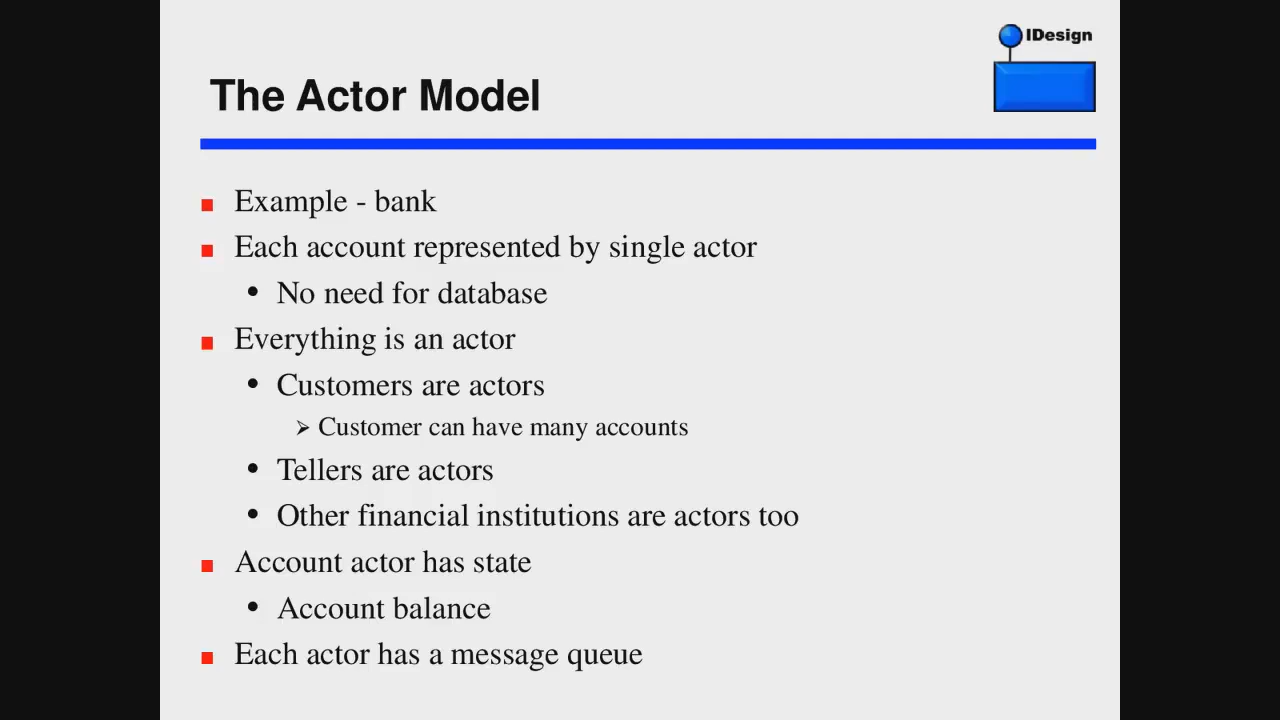 IDesign
The Actor Model
Example - bank
Each account represented by single actor
No need for database
Everything is an actor
Customers are actors
Customer can have many accounts
Tellers are actors
Other financial institutions are actors too
Account actor has state
Account balance
Each actor has a message queue